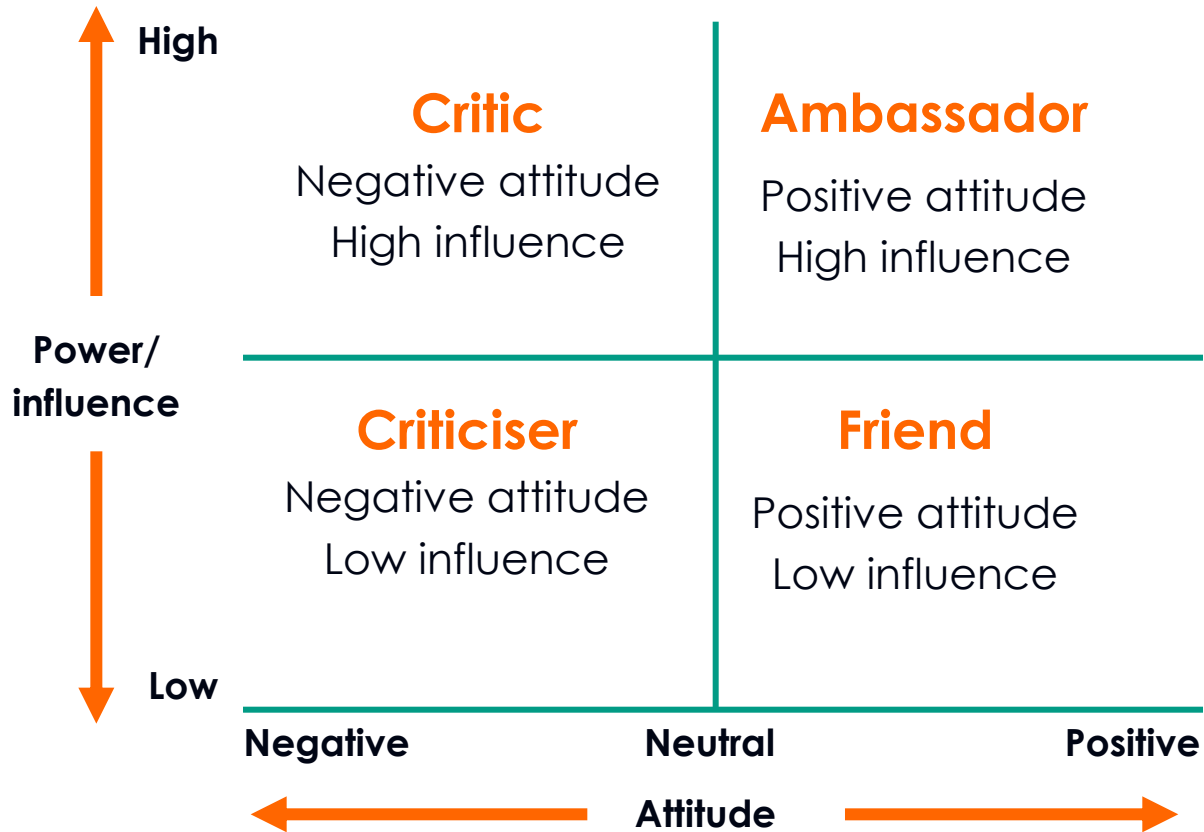 High
Critic
Negative attitude
High influence
Ambassador
Positive attitude
High influence
Power/
influence
Criticiser
Negative attitude
Low influence
Friend
Positive attitude
Low influence
Low
Negative
Neutral
Positive
Attitude